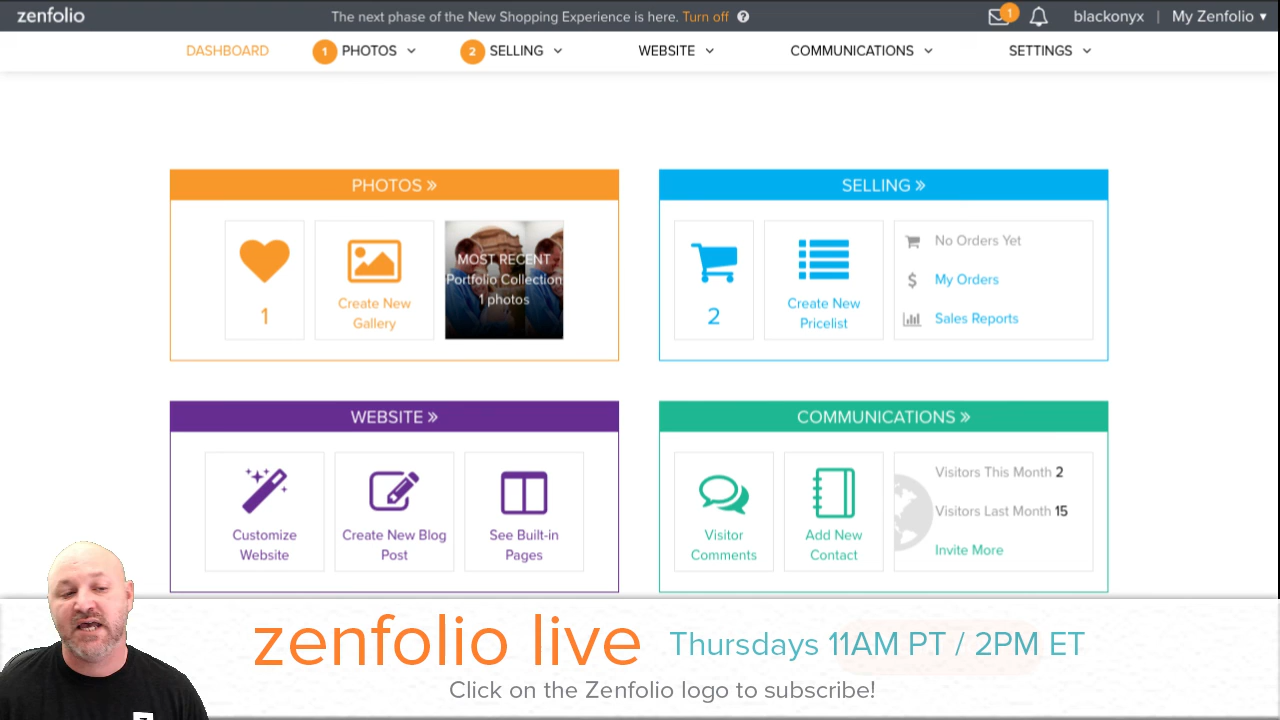 zenfolio
The next phase of the New Shopping Experience is here. Turn off ?
1
blackonyx | My Zenfolio ▾
DASHBOARD
1 PHOTOS
2 SELLING
WEBSITE
COMMUNICATIONS
SETTINGS
PHOTOS »
1
Create New
Gallery
MOST RECENT
Portfolio Collection
1 photos
SELLING »
2
Create New
Pricelist
No Orders Yet
$ My Orders
Sales Reports
WEBSITE »
Customize
Website
Create New Blog
Post
See Built-in
Pages
COMMUNICATIONS »
Visitor
Comments
Add New
Contact
Visitors This Month 2
Visitors Last Month 15
Invite More
zenfolio live
Thursdays 11AM PT / 2PM ET
Click on the Zenfolio logo to subscribe!